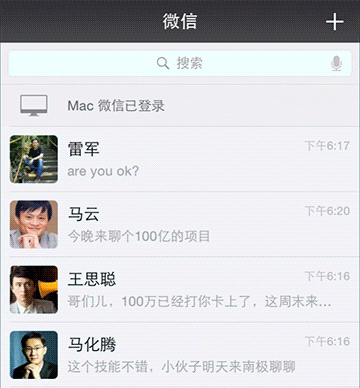 微信
搜索
Mac 微信已登录
雷军
下午6:17
are you ok?
马云
下午6:20
今晚来聊个100亿的项目
王思聪
下午6:16
哥们儿，100万已经打你卡上了，这周末来…
马化腾
下午6:16
这个技能不错，小伙子明天来南极聊聊